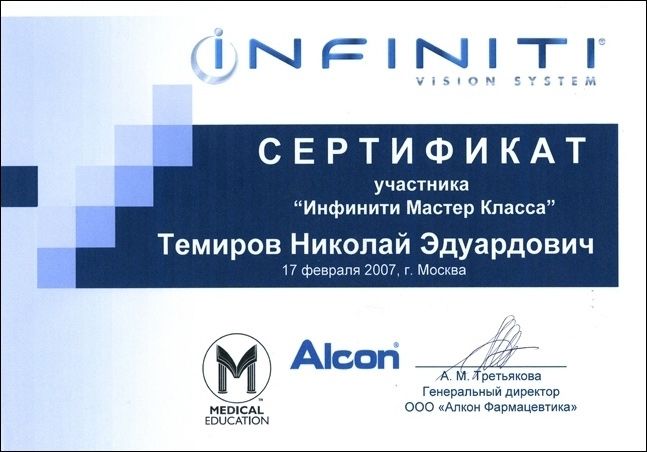 INFINITI®
VISION SYSTEM
СЕРТИФИКАТ
участника
“Инфинити Мастер Класса”
Темиров Николай Эдуардович
17 февраля 2007, г. Москва
Alcon®
А. М. Третьякова
Генеральный директор
ООО «Алкон Фармацевтика»
M™
MEDICAL
EDUCATION